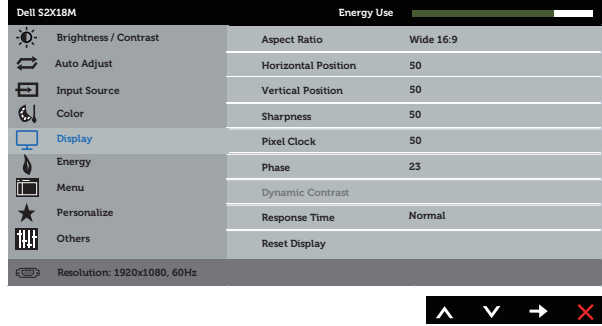 Dell S2X18M Energy Use
Brightness / Contrast
Auto Adjust
Input Source
Color
Display
Energy
Menu
Personalize
Others
Aspect Ratio Wide 16:9
Horizontal Position 50
Vertical Position 50
Sharpness 50
Pixel Clock 50
Phase 23
Dynamic Contrast
Response Time Normal
Reset Display
Resolution: 1920x1080, 60Hz